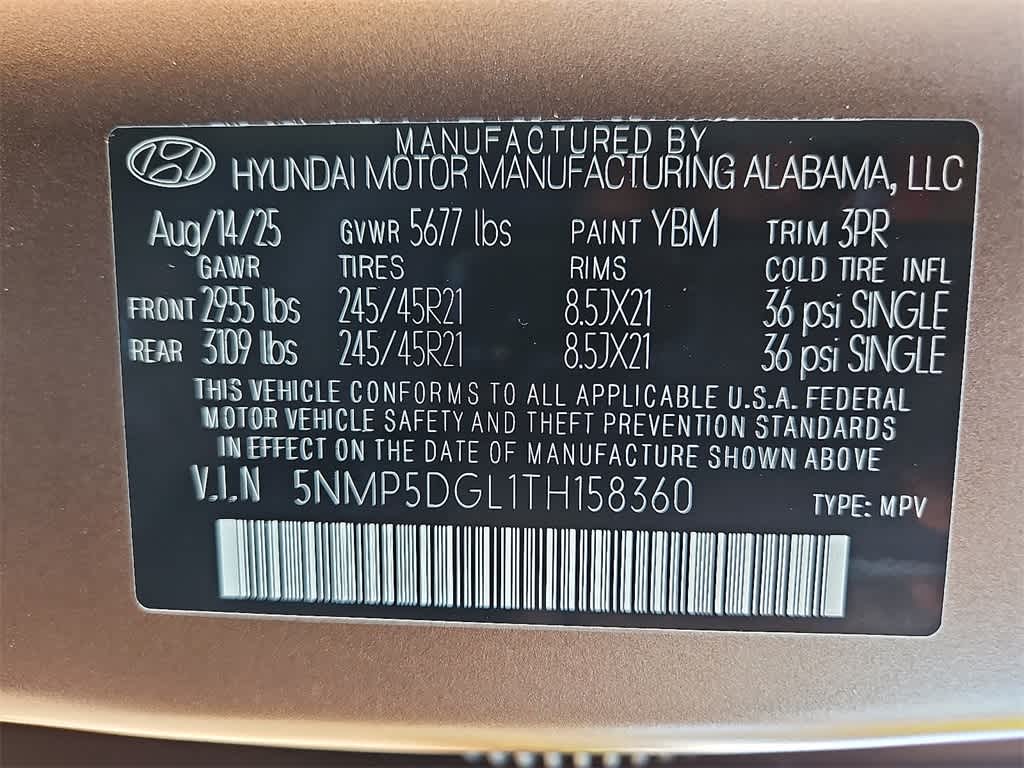 MANUFACTURED BY
HYUNDAI MOTOR MANUFACTURING ALABAMA, LLC
Aug/14/25 GVWR 5677 lbs PAINT YBM TRIM 3PR
GAWR TIRES RIMS COLD TIRE INFL
FRONT 2955 lbs 245/45R21 8.5JX21 36 psi SINGLE
REAR 3109 lbs 245/45R21 8.5JX21 36 psi SINGLE
THIS VEHICLE CONFORMS TO ALL APPLICABLE U.S.A. FEDERAL
MOTOR VEHICLE SAFETY AND THEFT PREVENTION STANDARDS
IN EFFECT ON THE DATE OF MANUFACTURE SHOWN ABOVE
V.I.N 5NMP5DGL1TH158360 TYPE: MPV